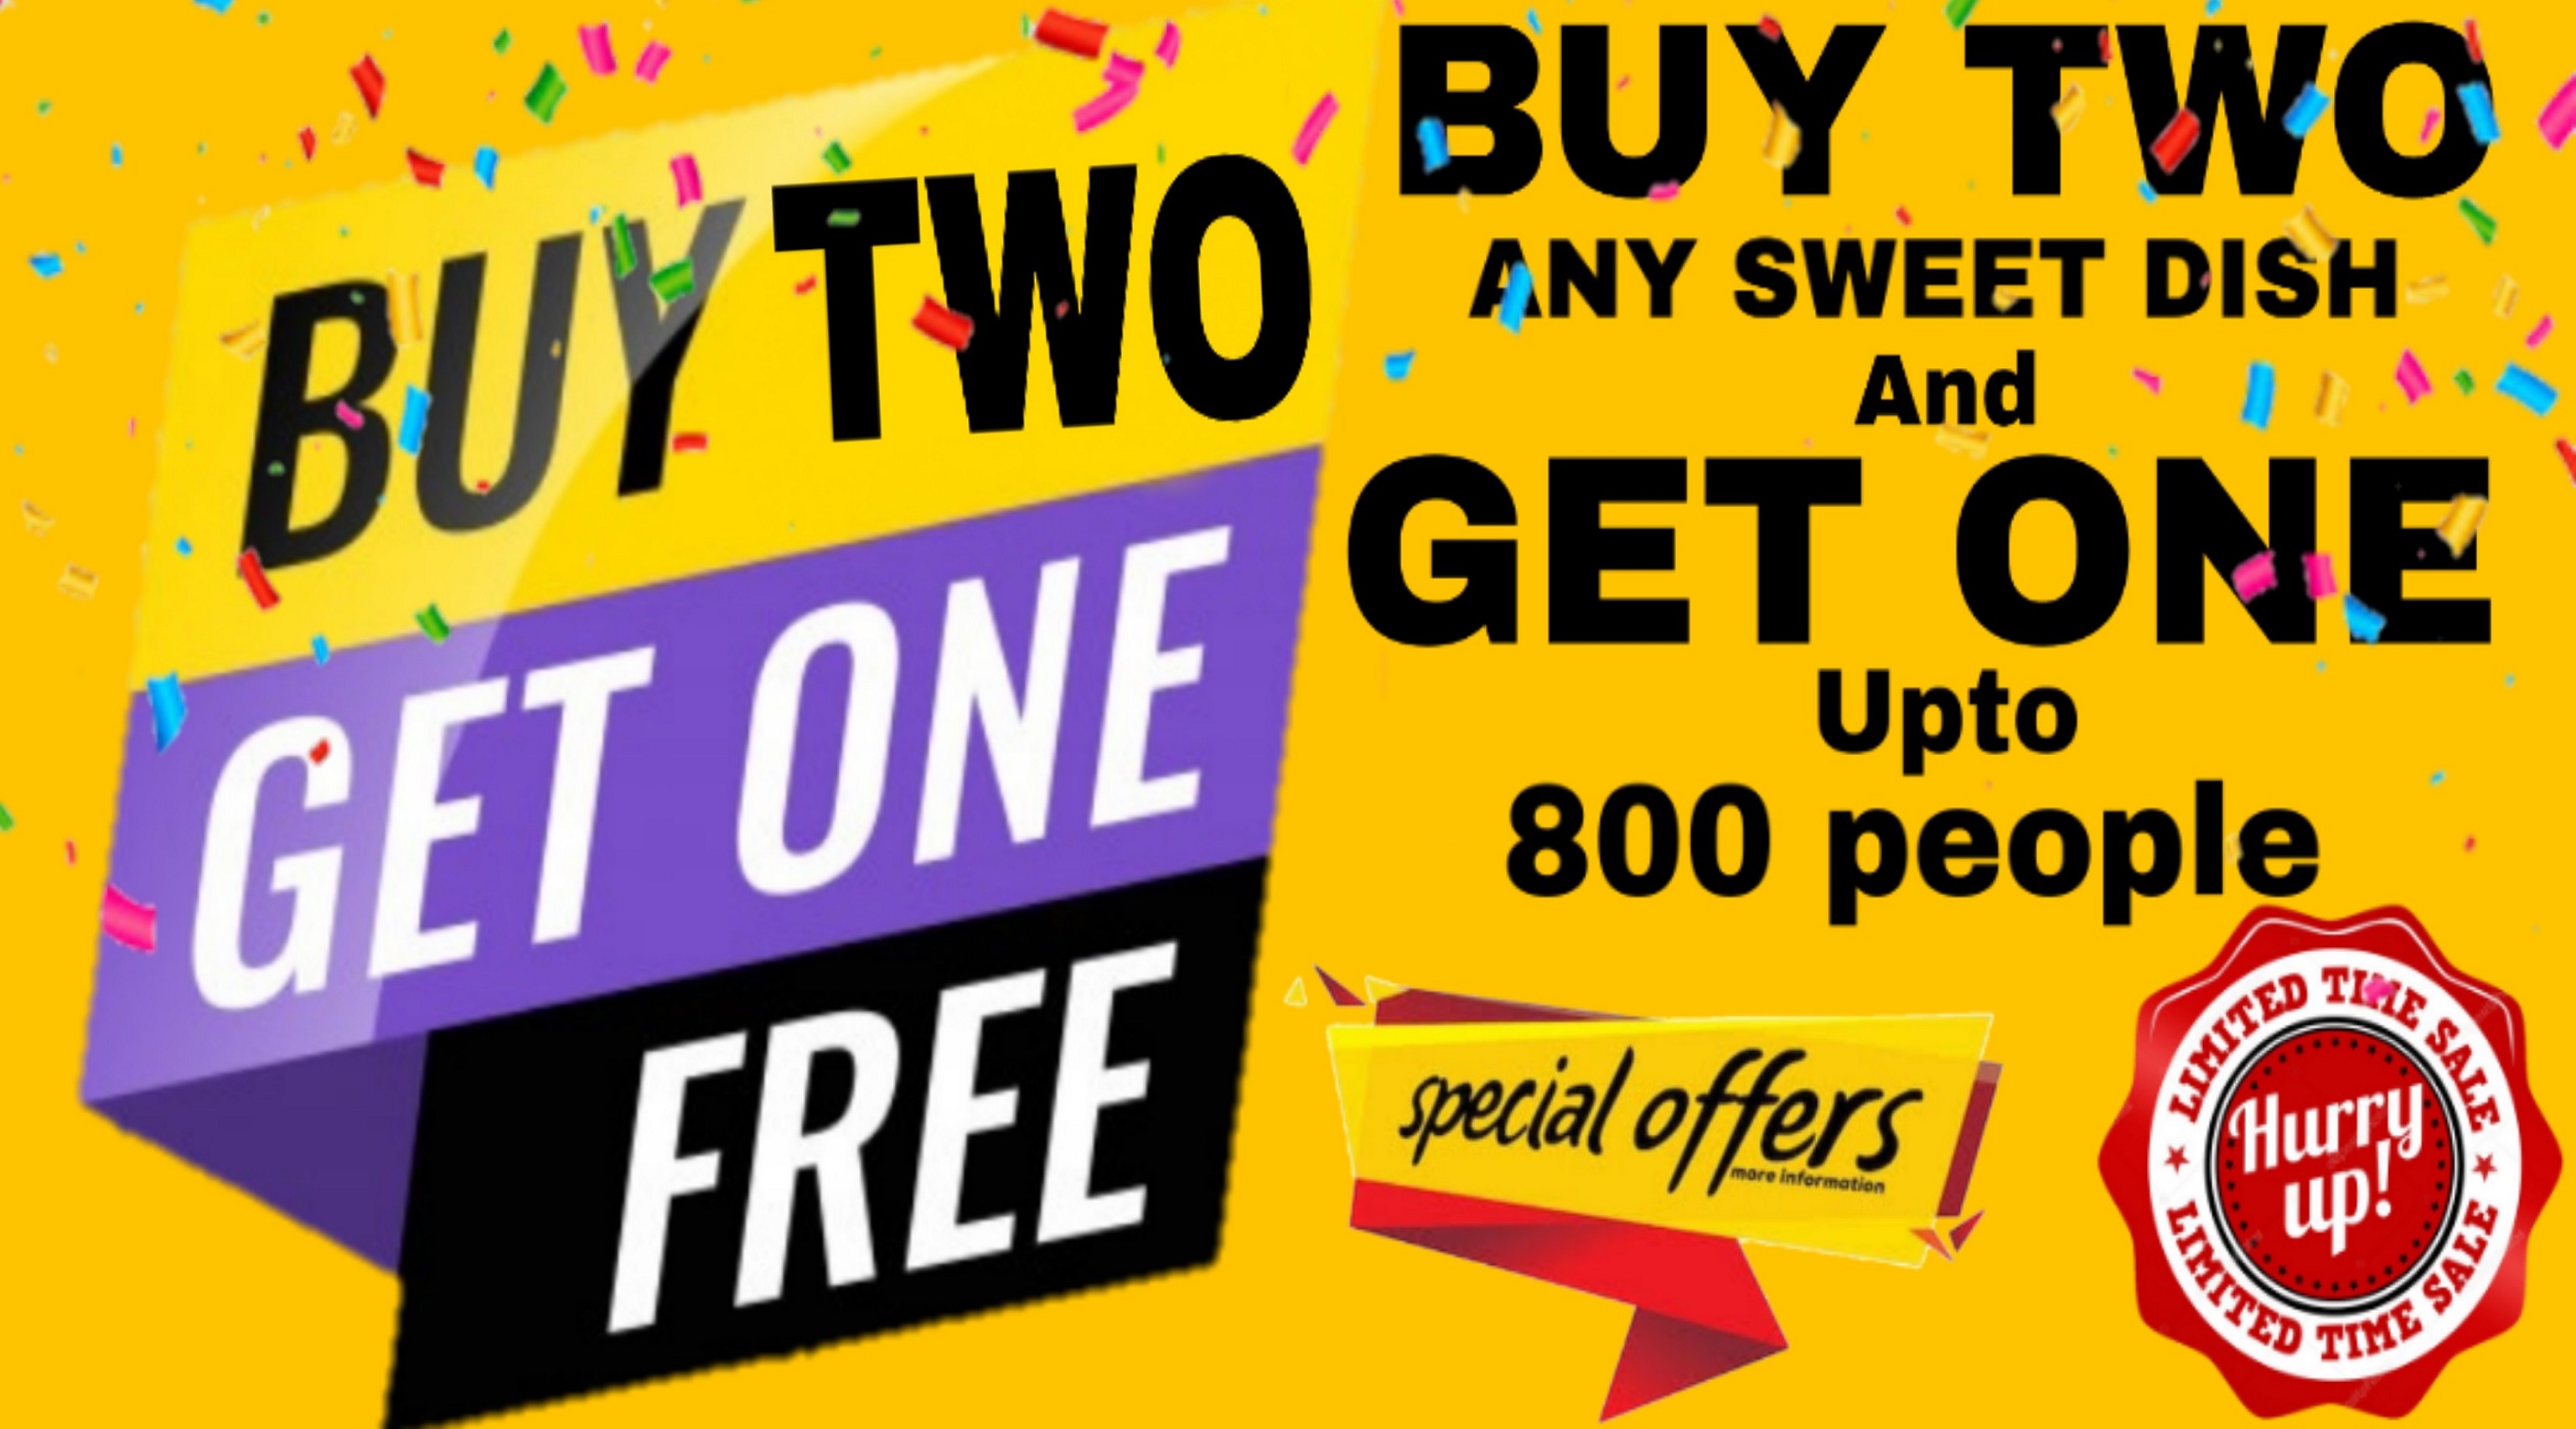 BUY TWO
GET ONE
FREE
BUY TWO
ANY SWEET DISH
And
GET ONE
Upto
800 people
special offers
more information
LIMITED TIME SALE
Hurry
up!
LIMITED TIME SALE